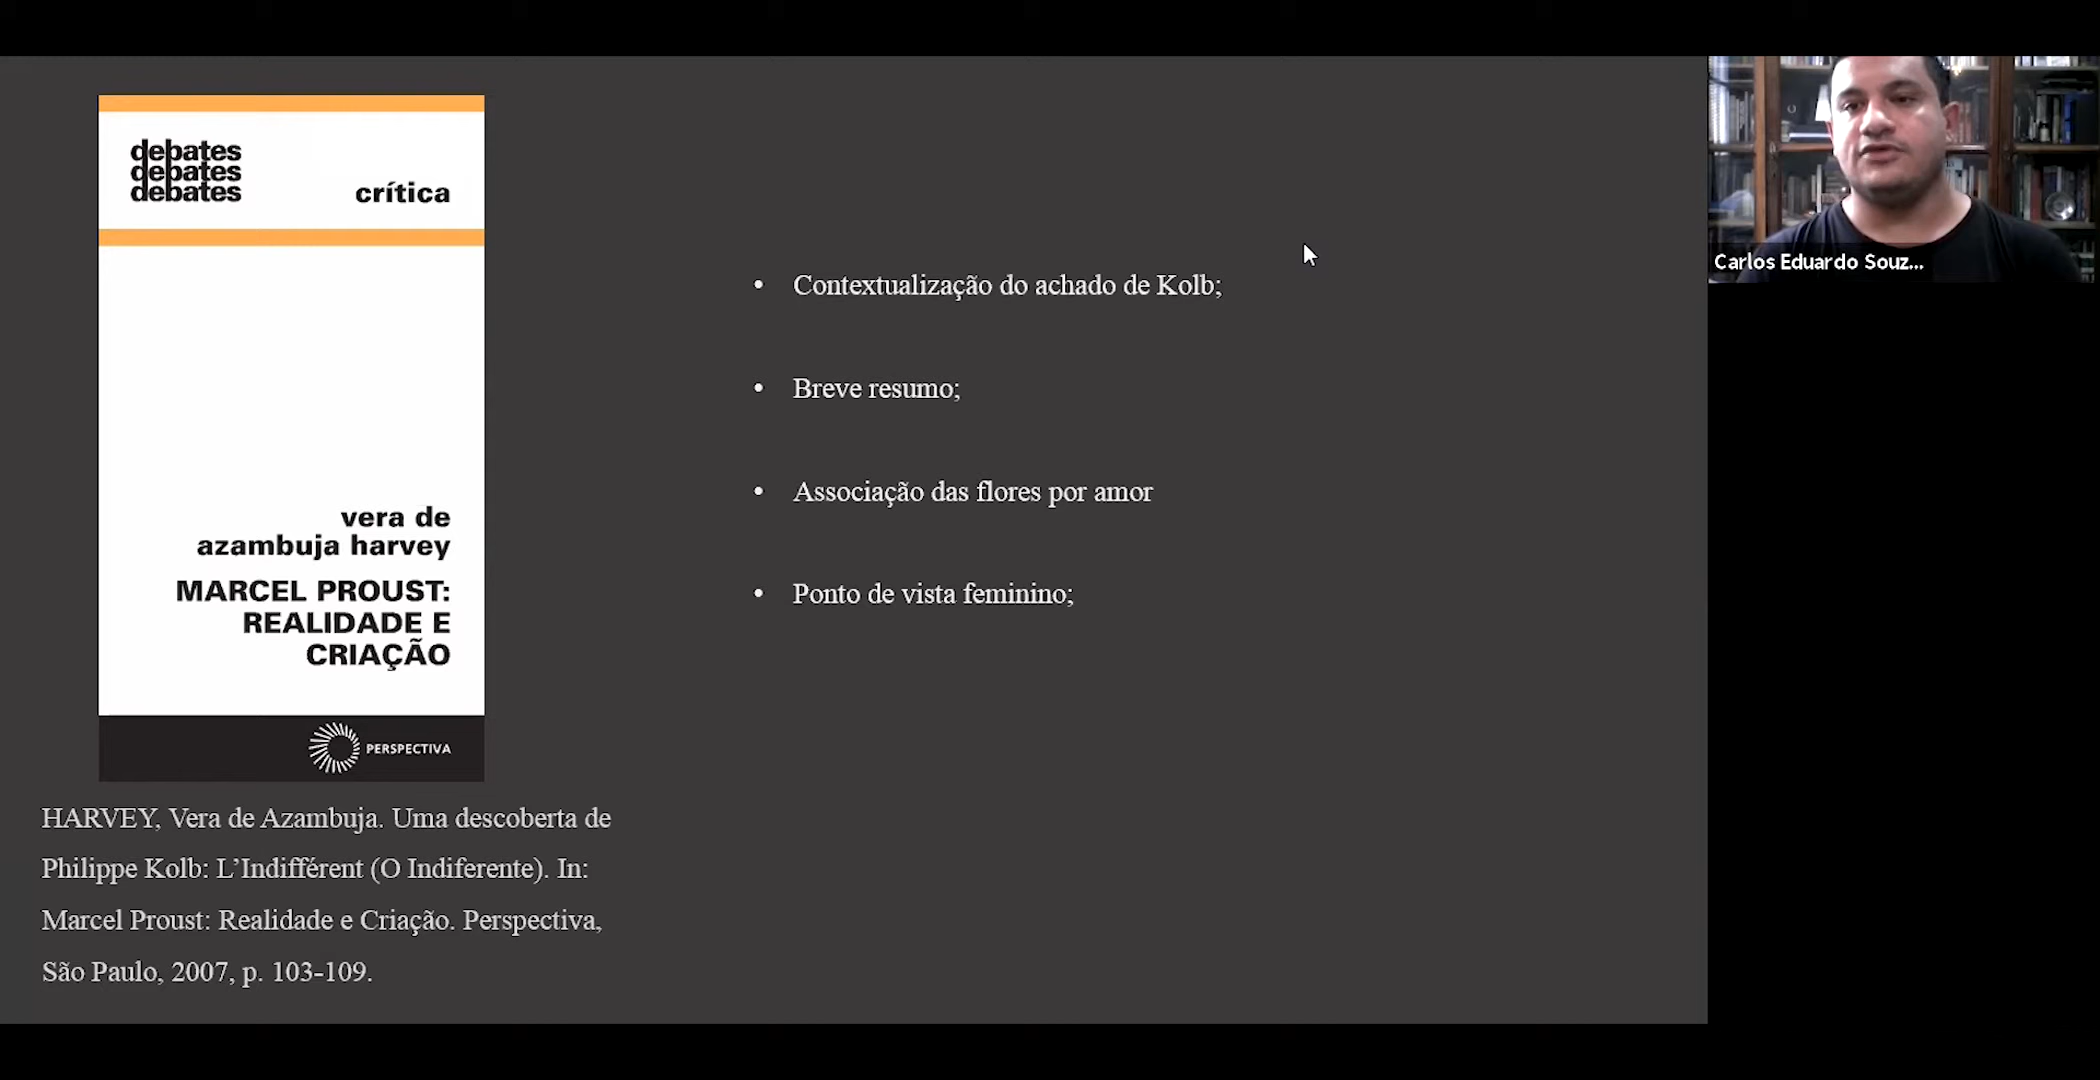 debates
debates
debates
crítica
vera de
azambuja harvey
MARCEL PROUST:
REALIDADE E
CRIAÇÃO
PERSPECTIVA
HARVEY, Vera de Azambuja. Uma descoberta de
Philippe Kolb: L’Indifférent (O Indiferente). In:
Marcel Proust: Realidade e Criação. Perspectiva,
São Paulo, 2007, p. 103-109.
• Contextualização do achado de Kolb;
• Breve resumo;
• Associação das flores por amor
• Ponto de vista feminino;
Carlos Eduardo Souz...